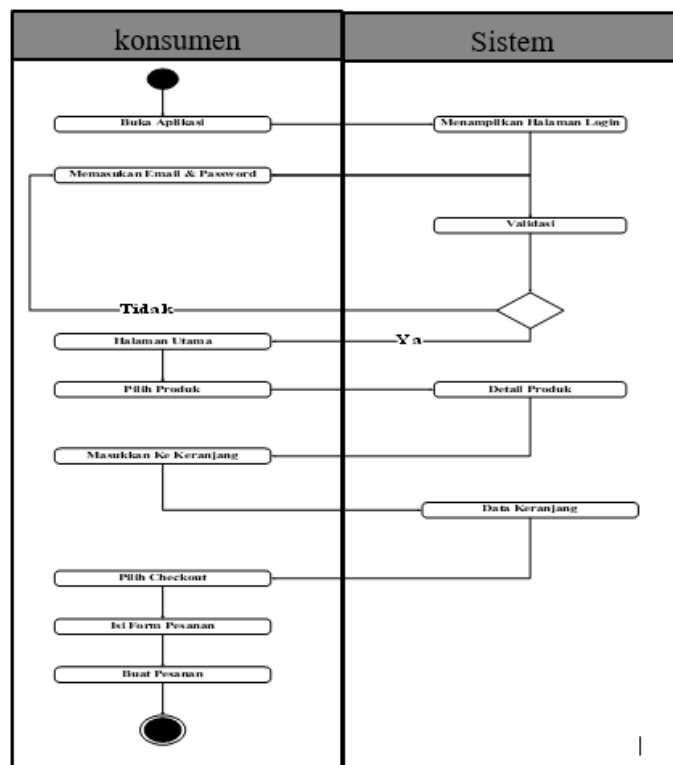 konsumen
Sistem
Buka Aplikasi
Menampilkan Halaman Login
Memasukan Email & Password
Validasi
Tidak
Halaman Utama
Ya
Pilih Produk
Detail Produk
Masukkan Ke Keranjang
Data Keranjang
Pilih Checkout
Isi Form Pesanan
Buat Pesanan